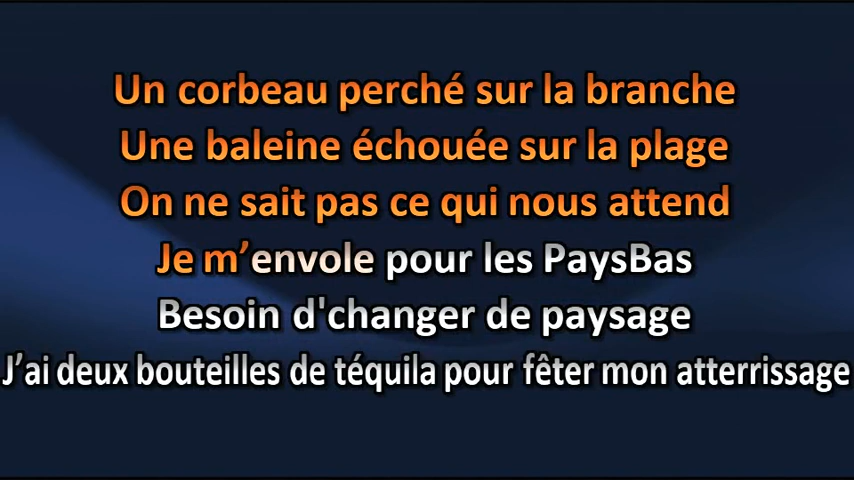 Un corbeau perché sur la branche
Une baleine échouée sur la plage
On ne sait pas ce qui nous attend
Je m’envole pour les PaysBas
Besoin d'changer de paysage
J’ai deux bouteilles de téquila pour fêter mon atterrissage